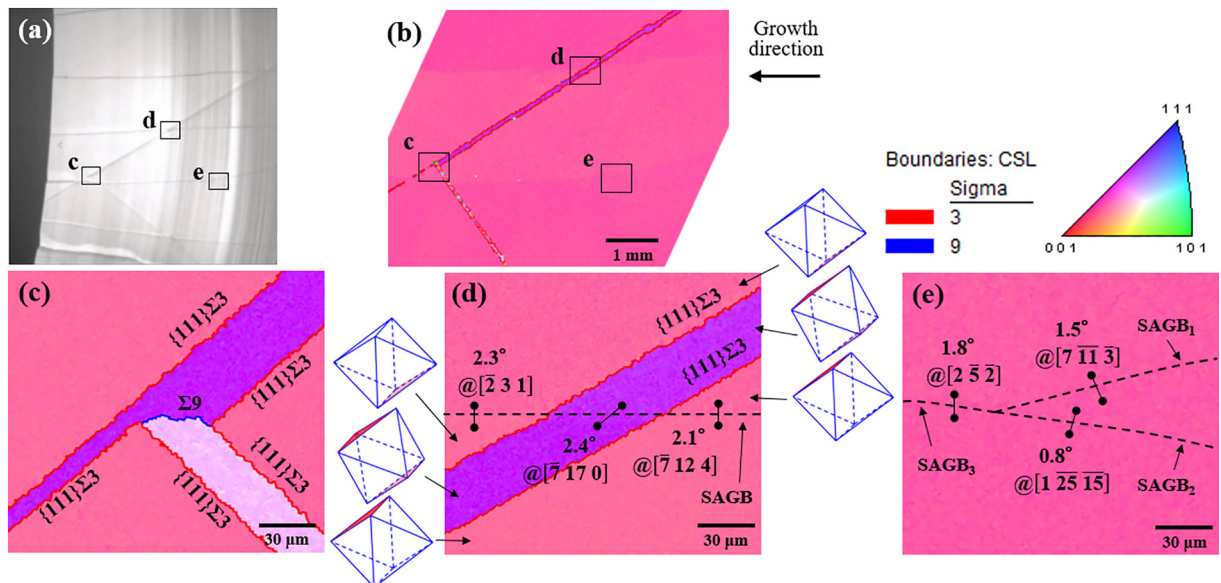 (a)
d
c
e
(b)
d
c
e
1 mm
Growth
direction
Boundaries: CSL
Sigma
3
9
1 1 1
0 0 1
1 0 1
(c)
{111}Σ3
{111}Σ3
Σ9
{111}Σ3
{111}Σ3
{111}Σ3
30 μm
(d)
{111}Σ3
{111}Σ3
2.3°
@[2̅ 3 1]
2.4°
@[7̅ 17 0]
2.1°
@[7̅ 12 4]
SAGB
30 μm
(e)
1.8°
@[2 5̅ 2̅]
1.5°
@[7 1̅1̅ 3̅]
SAGB₁
SAGB₃
0.8°
@[1 2̅5̅ 1̅5̅]
SAGB₂
30 μm